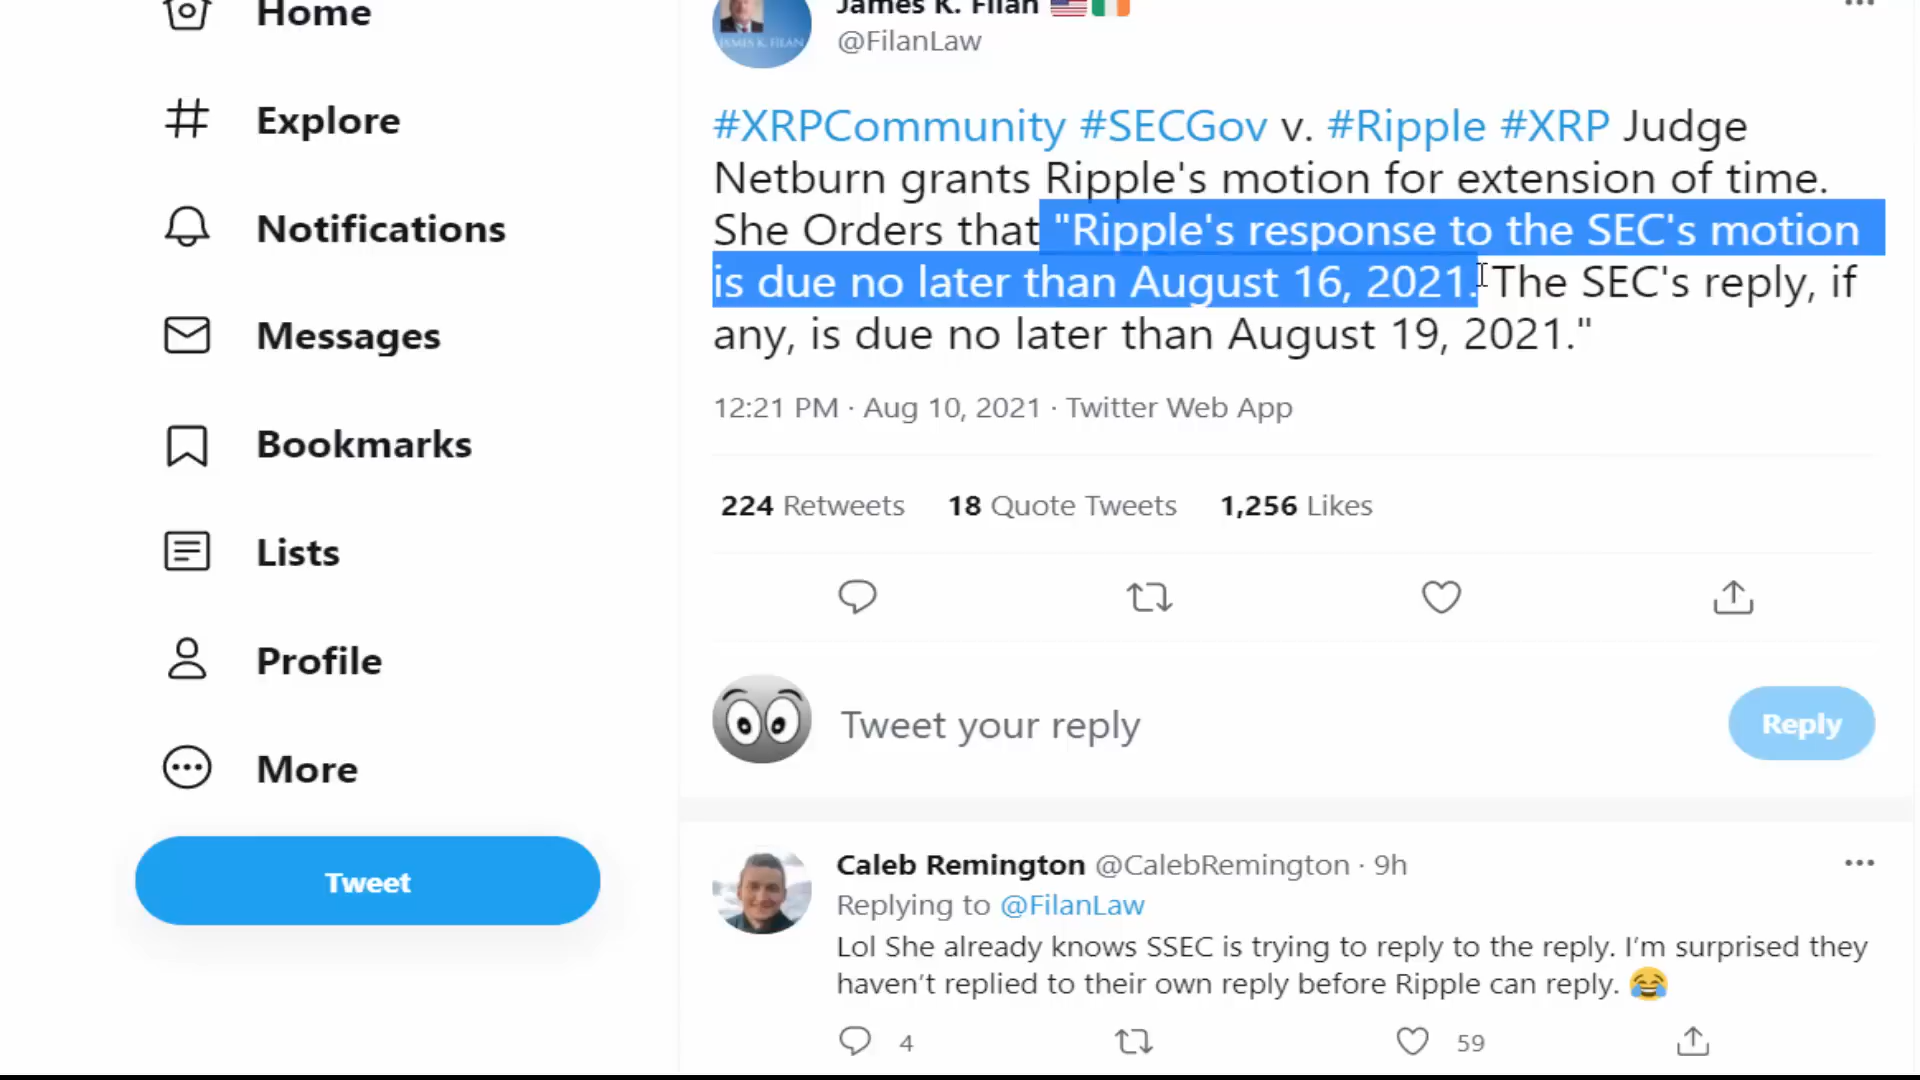 Home
Explore
Notifications
Messages
Bookmarks
Lists
Profile
More
Tweet
James K. Filan
@FilanLaw
JAMES K. FILAN
#XRPCommunity #SECGov v. #Ripple #XRP Judge
Netburn grants Ripple's motion for extension of time.
She Orders that "Ripple's response to the SEC's motion
is due no later than August 16, 2021. The SEC's reply, if
any, is due no later than August 19, 2021."
12:21 PM · Aug 10, 2021 · Twitter Web App
224 Retweets 18 Quote Tweets 1,256 Likes
Tweet your reply
Reply
Caleb Remington @CalebRemington · 9h
Replying to @FilanLaw
Lol She already knows SSEC is trying to reply to the reply. I’m surprised they
haven’t replied to their own reply before Ripple can reply. 😂
4 59